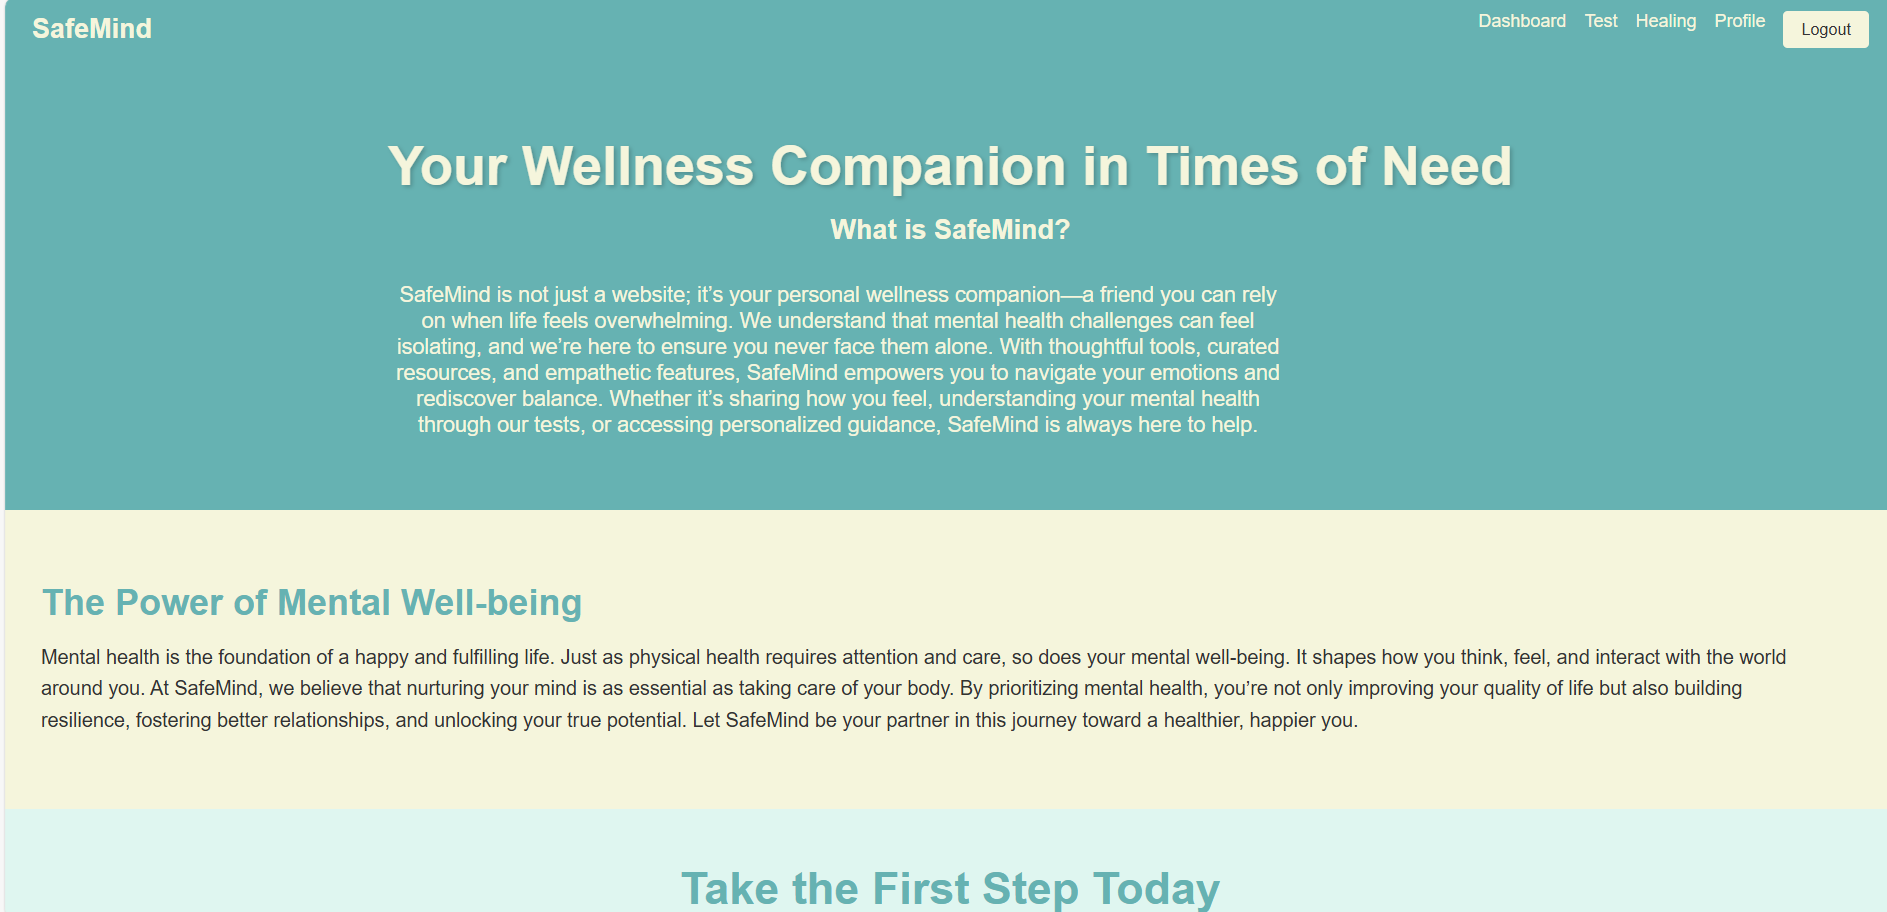 SafeMind
Dashboard Test Healing Profile Logout
Your Wellness Companion in Times of Need
What is SafeMind?
SafeMind is not just a website; it’s your personal wellness companion—a friend you can rely
on when life feels overwhelming. We understand that mental health challenges can feel
isolating, and we’re here to ensure you never face them alone. With thoughtful tools, curated
resources, and empathetic features, SafeMind empowers you to navigate your emotions and
rediscover balance. Whether it’s sharing how you feel, understanding your mental health
through our tests, or accessing personalized guidance, SafeMind is always here to help.
The Power of Mental Well-being
Mental health is the foundation of a happy and fulfilling life. Just as physical health requires attention and care, so does your mental well-being. It shapes how you think, feel, and interact with the world
around you. At SafeMind, we believe that nurturing your mind is as essential as taking care of your body. By prioritizing mental health, you’re not only improving your quality of life but also building
resilience, fostering better relationships, and unlocking your true potential. Let SafeMind be your partner in this journey toward a healthier, happier you.
Take the First Step Today